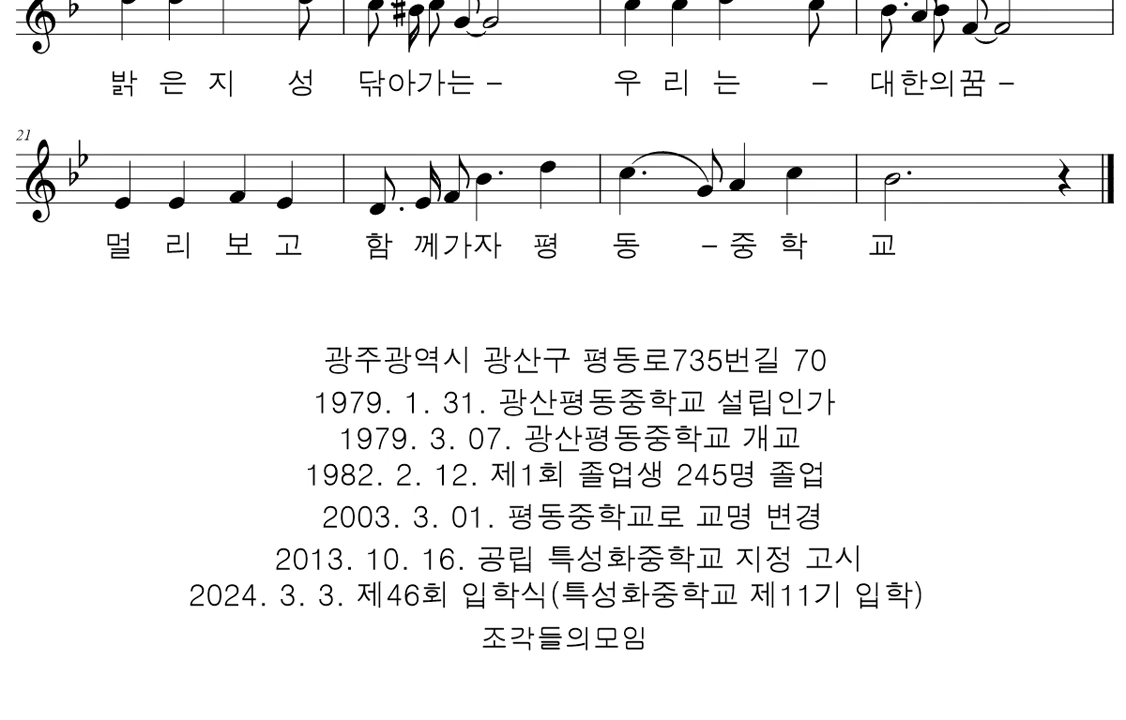 밝 은 지 성 닦아가는 – 우 리 는 – 대한의꿈 –
21
멀 리 보 고 함 께가자 평 동 – 중 학 교
광주광역시 광산구 평동로735번길 70
1979. 1. 31. 광산평동중학교 설립인가
1979. 3. 07. 광산평동중학교 개교
1982. 2. 12. 제1회 졸업생 245명 졸업
2003. 3. 01. 평동중학교로 교명 변경
2013. 10. 16. 공립 특성화중학교 지정 고시
2024. 3. 3. 제46회 입학식(특성화중학교 제11기 입학)
조각들의모임